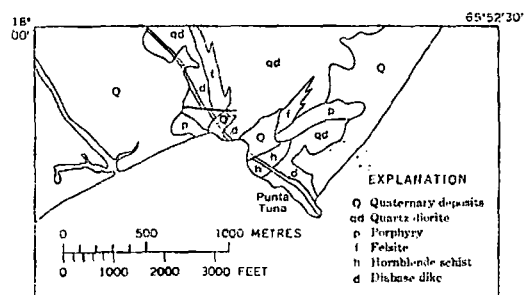 18° 00'
65°52'30"
qd
f
qd
Q
Q
d
Q
p
d
Q
f
p
qd
h
h
d
Punta Tuna
EXPLANATION
Q Quaternary deposits
qd Quartz diorite
p Porphyry
f Felsite
h Hornblende schist
d Diabase dike
0 500 1000 METRES
0 1000 2000 3000 FEET